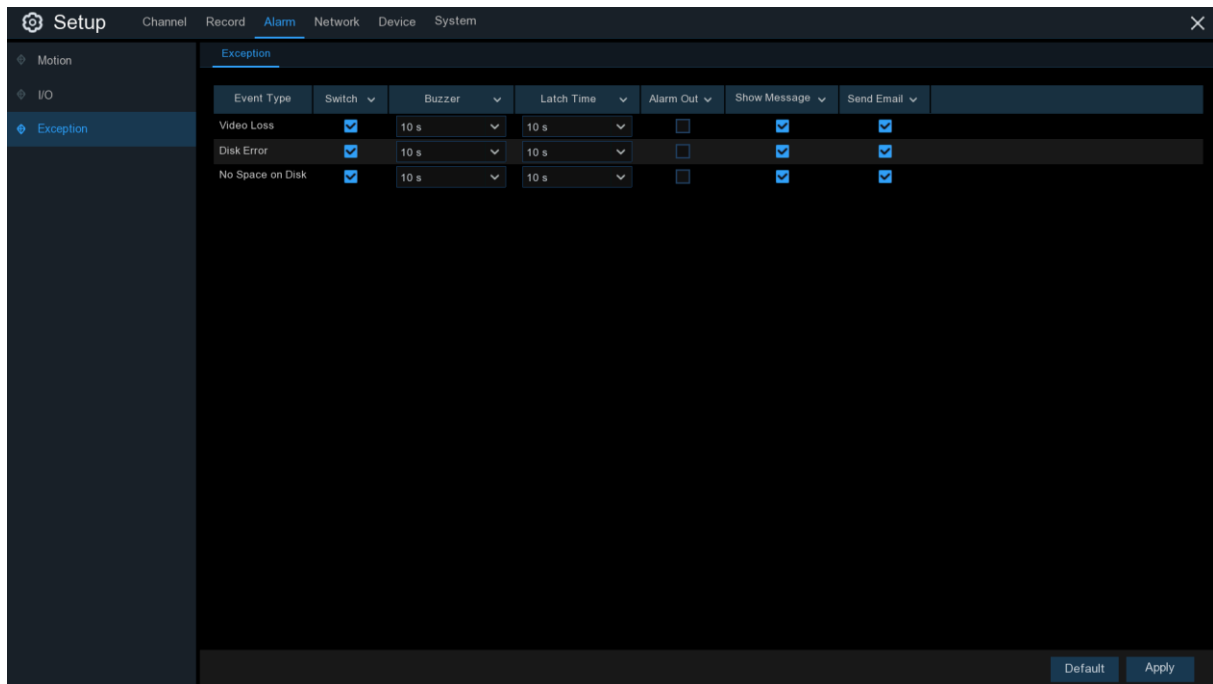 Setup Channel Record Alarm Network Device System
Motion
I/O
Exception
Exception
Event Type Switch Buzzer Latch Time Alarm Out Show Message Send Email
Video Loss 10 s 10 s
Disk Error 10 s 10 s
No Space on Disk 10 s 10 s
Default Apply